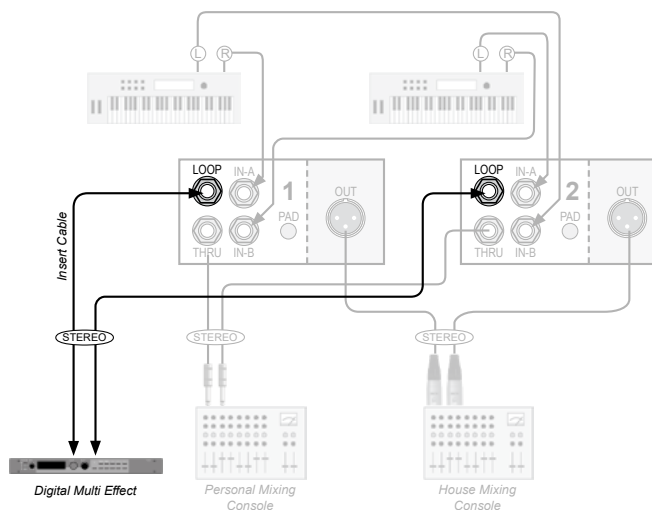 L R L R
LOOP IN-A 1 OUT LOOP IN-A 2 OUT
PAD PAD
THRU IN-B THRU IN-B
Insert Cable
STEREO STEREO STEREO
Digital Multi Effect
Personal Mixing
Console
House Mixing
Console